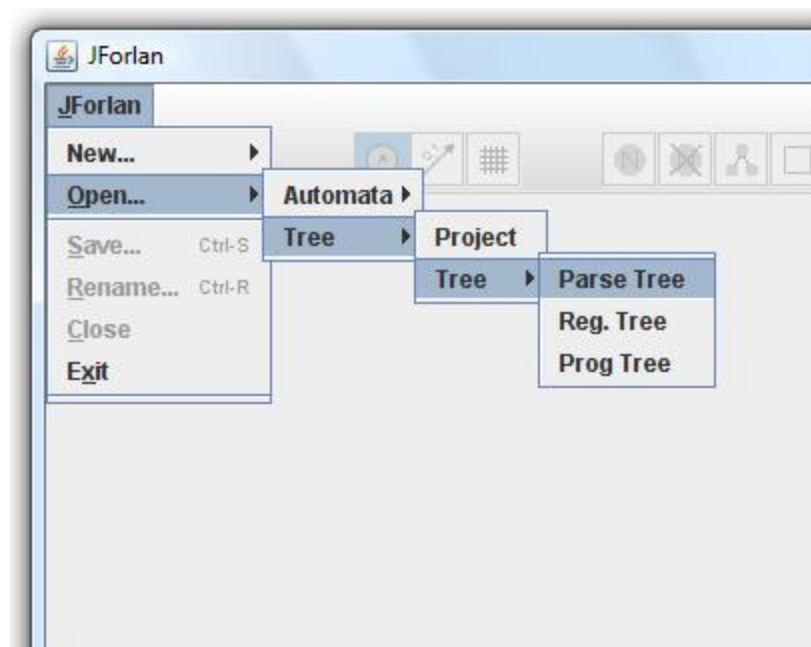 JForlan
JForlan
New...
Open...
Automata
Save... Ctrl-S
Tree
Project
Rename... Ctrl-R
Tree
Parse Tree
Close
Reg. Tree
Exit
Prog Tree